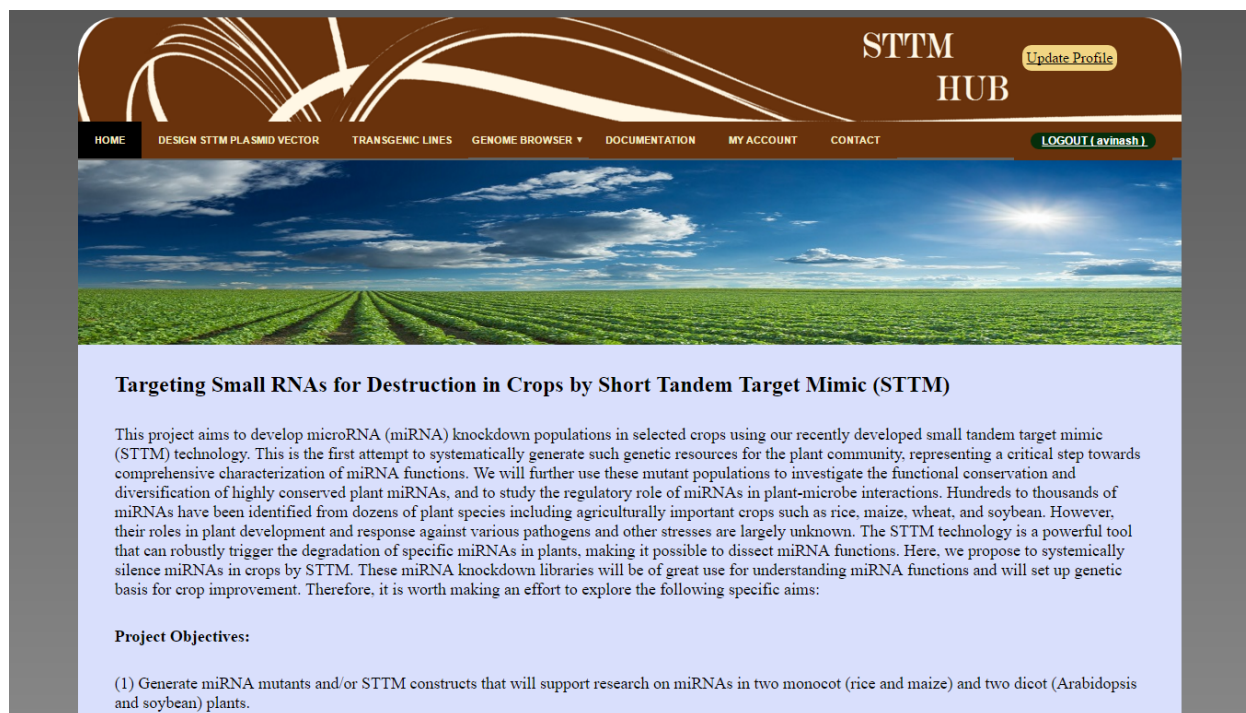 STTM
HUB
Update Profile
HOME DESIGN STTM PLASMID VECTOR TRANSGENIC LINES GENOME BROWSER ▼ DOCUMENTATION MY ACCOUNT CONTACT LOGOUT ( avinash )
Targeting Small RNAs for Destruction in Crops by Short Tandem Target Mimic (STTM)
This project aims to develop microRNA (miRNA) knockdown populations in selected crops using our recently developed small tandem target mimic
(STTM) technology. This is the first attempt to systematically generate such genetic resources for the plant community, representing a critical step towards
comprehensive characterization of miRNA functions. We will further use these mutant populations to investigate the functional conservation and
diversification of highly conserved plant miRNAs, and to study the regulatory role of miRNAs in plant-microbe interactions. Hundreds to thousands of
miRNAs have been identified from dozens of plant species including agriculturally important crops such as rice, maize, wheat, and soybean. However,
their roles in plant development and response against various pathogens and other stresses are largely unknown. The STTM technology is a powerful tool
that can robustly trigger the degradation of specific miRNAs in plants, making it possible to dissect miRNA functions. Here, we propose to systemically
silence miRNAs in crops by STTM. These miRNA knockdown libraries will be of great use for understanding miRNA functions and will set up genetic
basis for crop improvement. Therefore, it is worth making an effort to explore the following specific aims:
Project Objectives:
(1) Generate miRNA mutants and/or STTM constructs that will support research on miRNAs in two monocot (rice and maize) and two dicot (Arabidopsis
and soybean) plants.